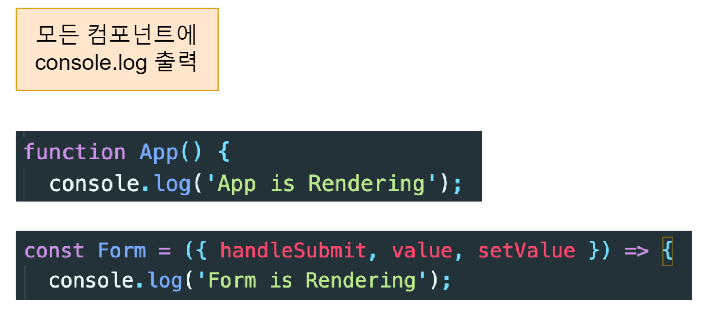 모든 컴포넌트에
console.log 출력
function App() {
console.log('App is Rendering');
const Form = ({ handleSubmit, value, setValue }) => {
console.log('Form is Rendering');